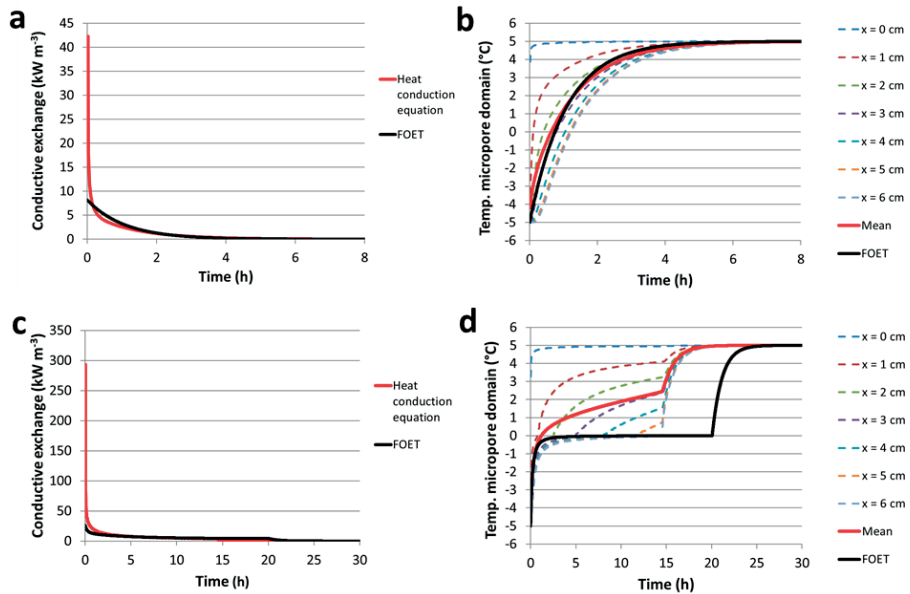 a
Conductive exchange (kW m⁻³)
45
40
35
30
25
20
15
10
5
0
0 2 4 6 8
Time (h)
Heat
conduction
equation
FOET
b
Temp. micropore domain (°C)
6
5
4
3
2
1
0
-1
-2
-3
-4
-5
-6
0 2 4 6 8
Time (h)
x = 0 cm
x = 1 cm
x = 2 cm
x = 3 cm
x = 4 cm
x = 5 cm
x = 6 cm
Mean
FOET
c
Conductive exchange (kW m⁻³)
350
300
250
200
150
100
50
0
0 5 10 15 20 25 30
Time (h)
Heat
conduction
equation
FOET
d
Temp. micropore domain (°C)
6
5
4
3
2
1
0
-1
-2
-3
-4
-5
-6
0 5 10 15 20 25 30
Time (h)
x = 0 cm
x = 1 cm
x = 2 cm
x = 3 cm
x = 4 cm
x = 5 cm
x = 6 cm
Mean
FOET